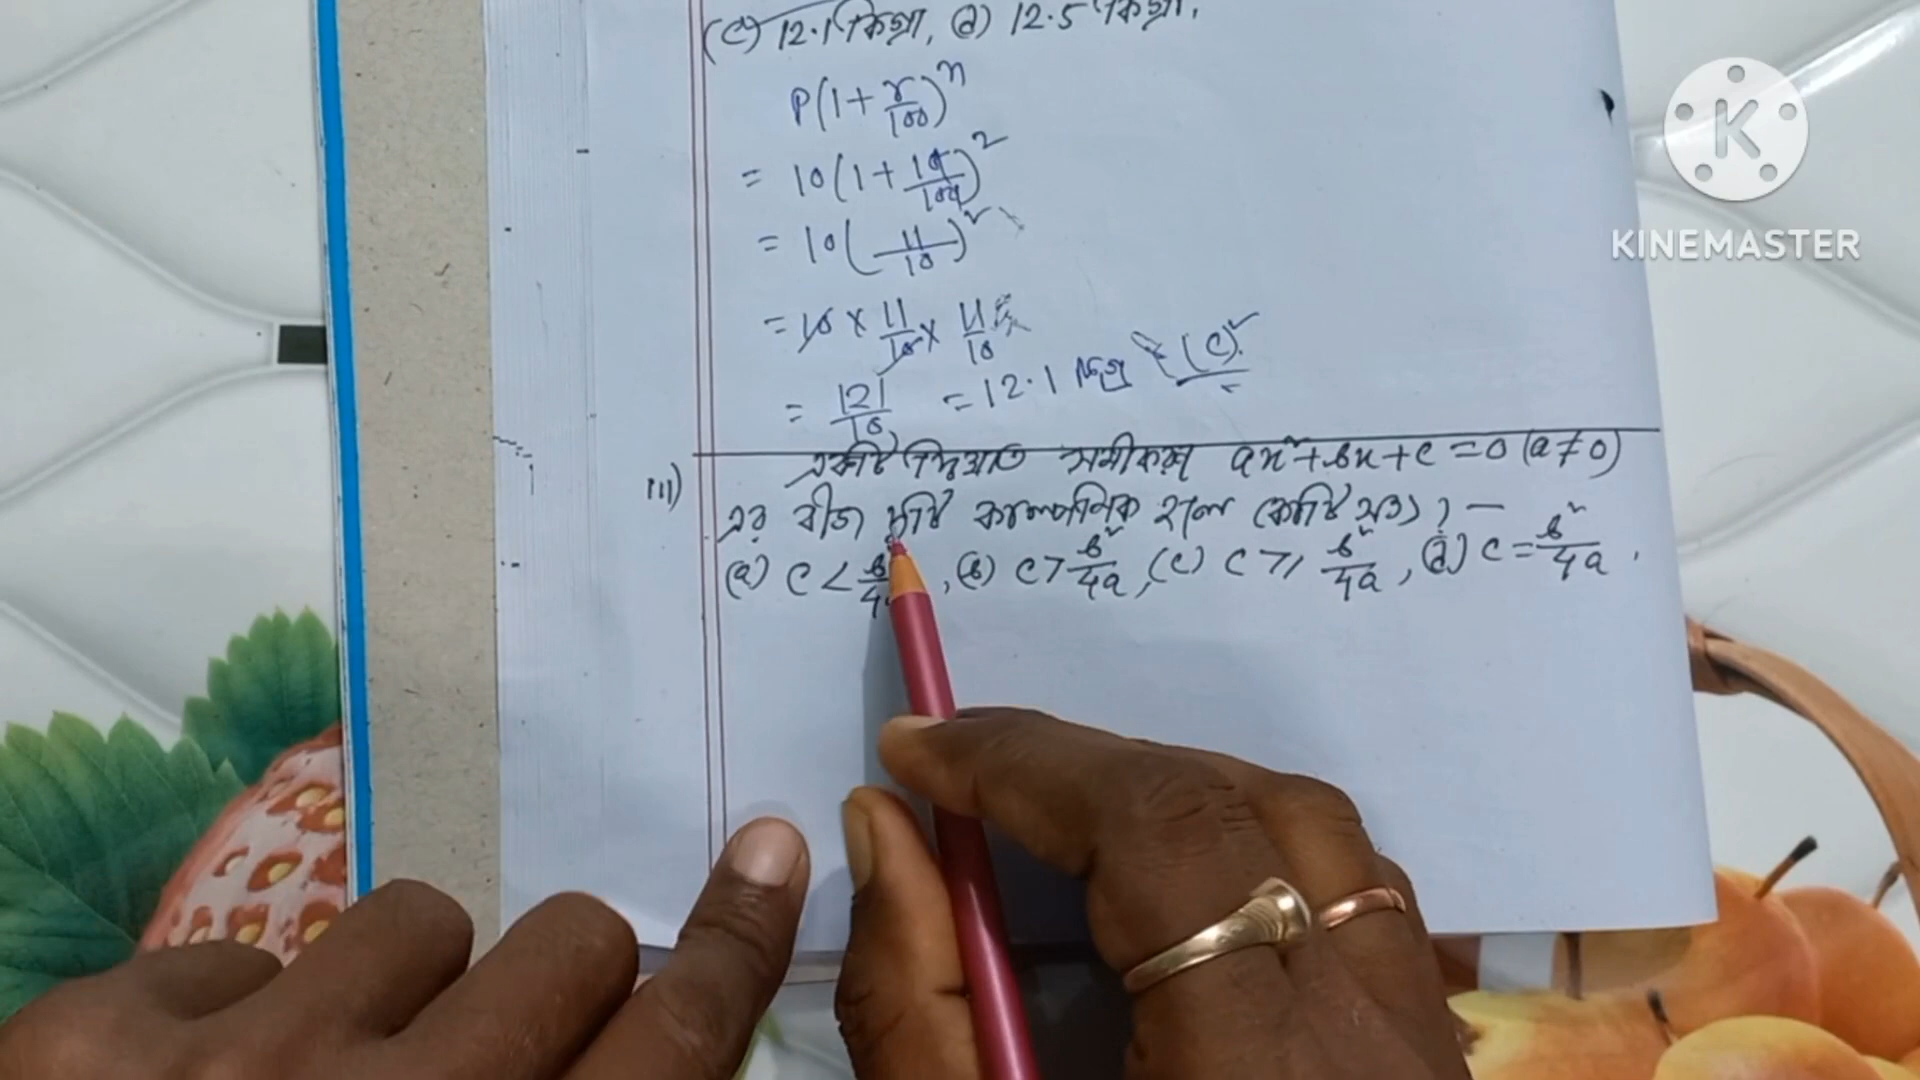 (c) 12.1 কিগ্রা, (d) 12.5 কিগ্রা.
P(1+r/100)^n
= 10(1+10/100)^2
= 10(11/10)^2
= 10 × 11/10 × 11/10
= 121/10 = 12.1 কিগ্রা (c)
KINEMASTER
iii) একটি দ্বিঘাত সমীকরণ ax²+bx+c=0 (a≠0)
এর বীজ দুটি কাল্পনিক হলে কোনটি সত্য ? —
(a) c < b²/4a, (b) c > b²/4a, (c) c ⩾ b²/4a, (d) c = b²/4a.